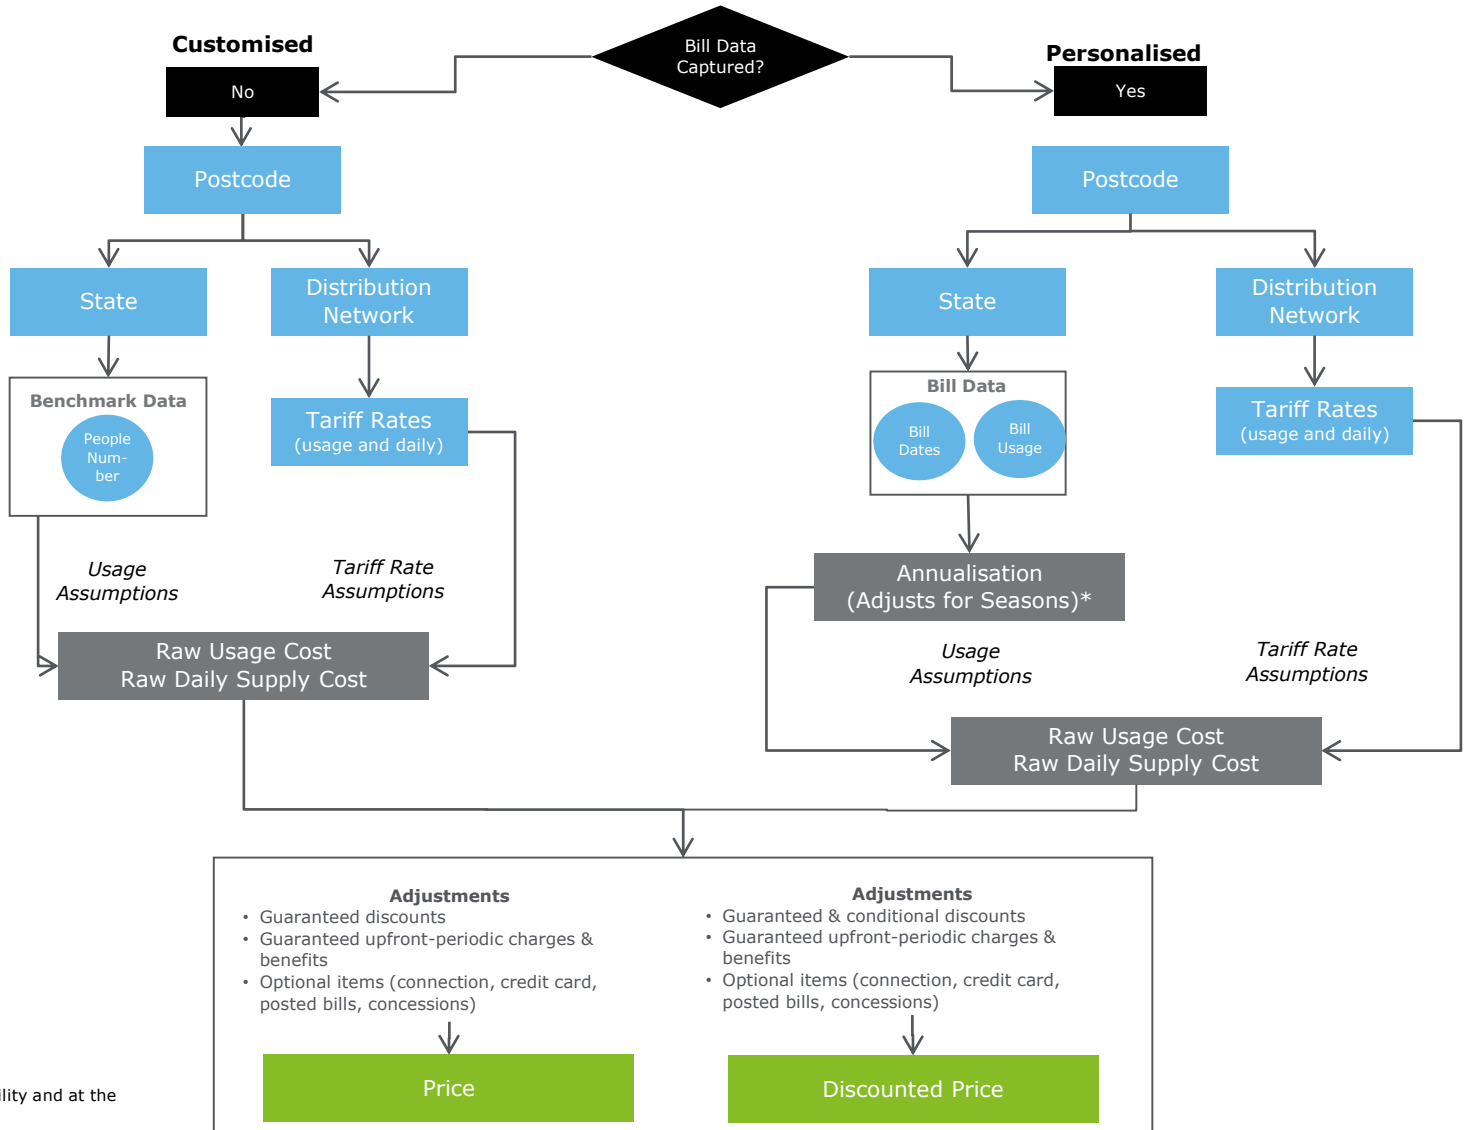 Bill Data
Captured?
Customised
No
Personalised
Yes
Postcode
State
Distribution
Network
Benchmark Data
People
Num-
ber
Tariff Rates
(usage and daily)
Usage
Assumptions
Tariff Rate
Assumptions
Raw Usage Cost
Raw Daily Supply Cost
Postcode
State
Distribution
Network
Bill Data
Bill
Dates
Bill
Usage
Tariff Rates
(usage and daily)
Annualisation
(Adjusts for Seasons)*
Usage
Assumptions
Tariff Rate
Assumptions
Raw Usage Cost
Raw Daily Supply Cost
Adjustments
• Guaranteed discounts
• Guaranteed upfront-periodic charges &
benefits
• Optional items (connection, credit card,
posted bills, concessions)
Price
Adjustments
• Guaranteed & conditional discounts
• Guaranteed upfront-periodic charges &
benefits
• Optional items (connection, credit card,
posted bills, concessions)
Discounted Price
ility and at the